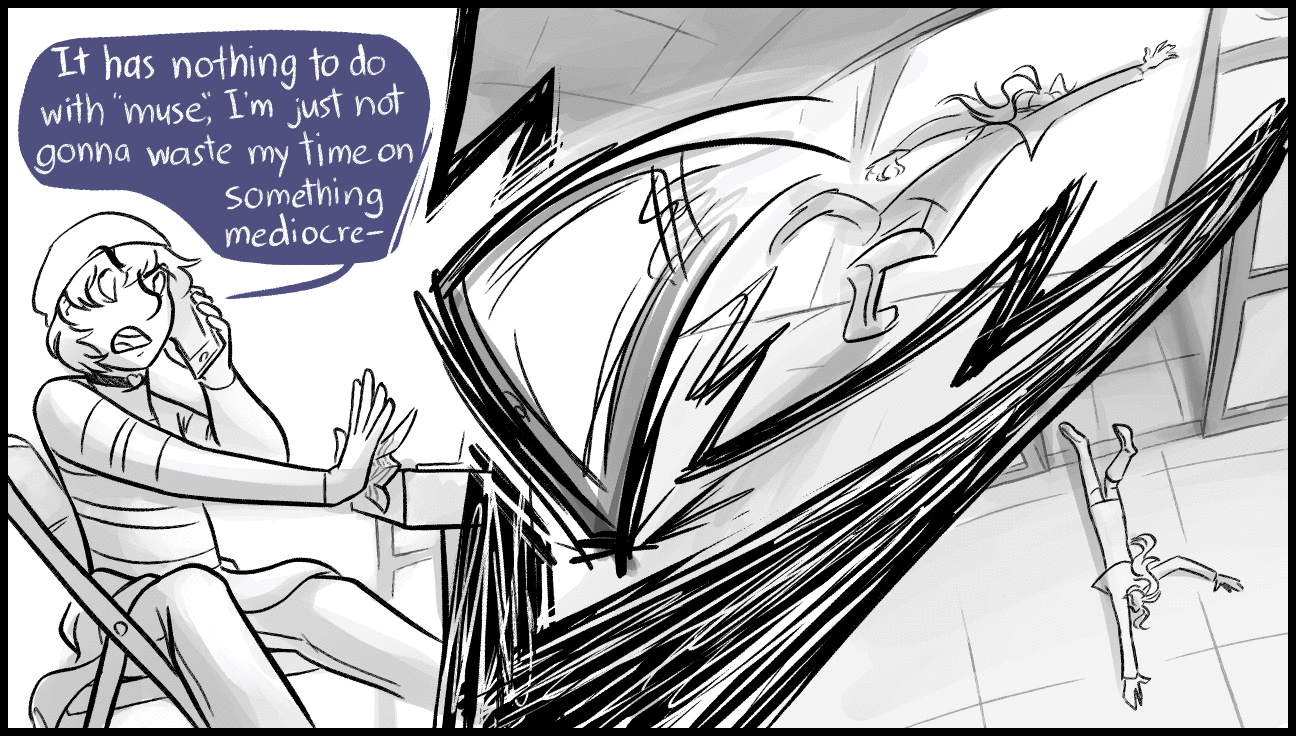 It has nothing to do
with "muse", I'm just not
gonna waste my time on
something
mediocre-